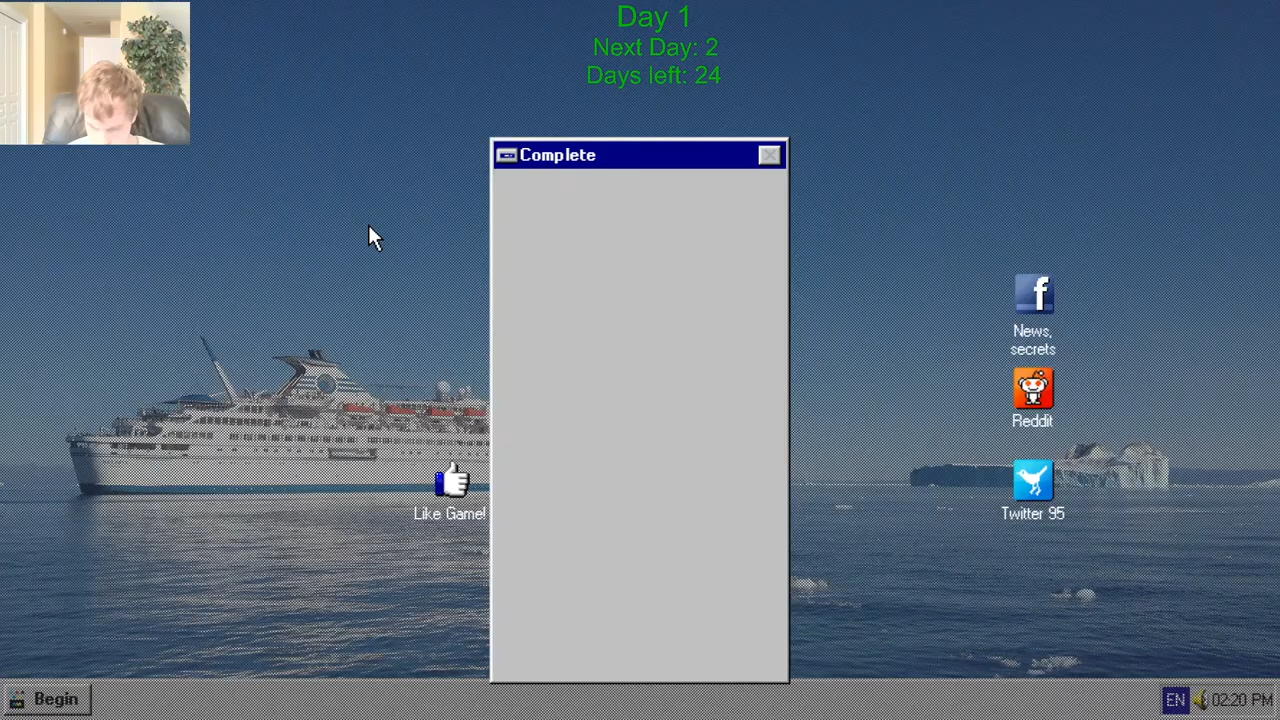 Day 1
Next Day: 2
Days left: 24
Complete
News,
secrets
Reddit
Like Game!
Twitter 95
Begin
EN
02:20 PM